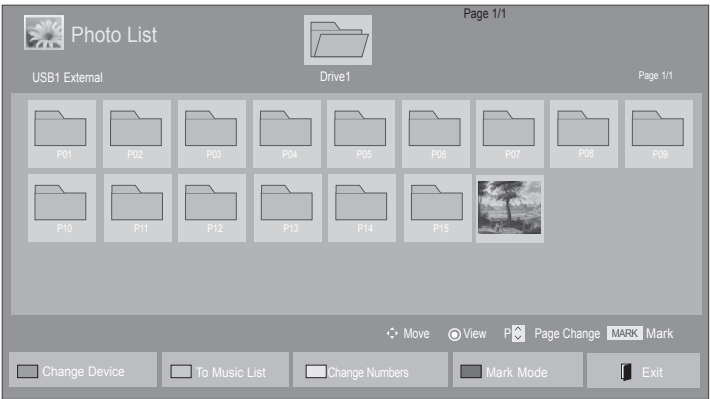 Page 1/1
Photo List
USB1 External
Drive1
Page 1/1
P01 P02 P03 P04 P05 P06 P07 P08 P09
P10 P11 P12 P13 P14 P15
Move View P Page Change MARK Mark
Change Device To Music List Change Numbers Mark Mode Exit